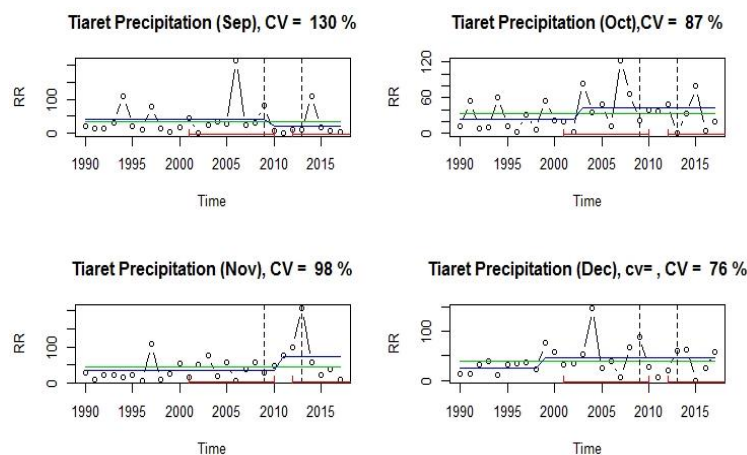 Tiaret Precipitation (Sep), CV = 130 %
RR
100
0
1990 1995 2000 2005 2010 2015
Time
Tiaret Precipitation (Oct),CV = 87 %
RR
120
60
0
1990 1995 2000 2005 2010 2015
Time
Tiaret Precipitation (Nov), CV = 98 %
RR
100
0
1990 1995 2000 2005 2010 2015
Time
Tiaret Precipitation (Dec), cv= , CV = 76 %
RR
100
0
1990 1995 2000 2005 2010 2015
Time